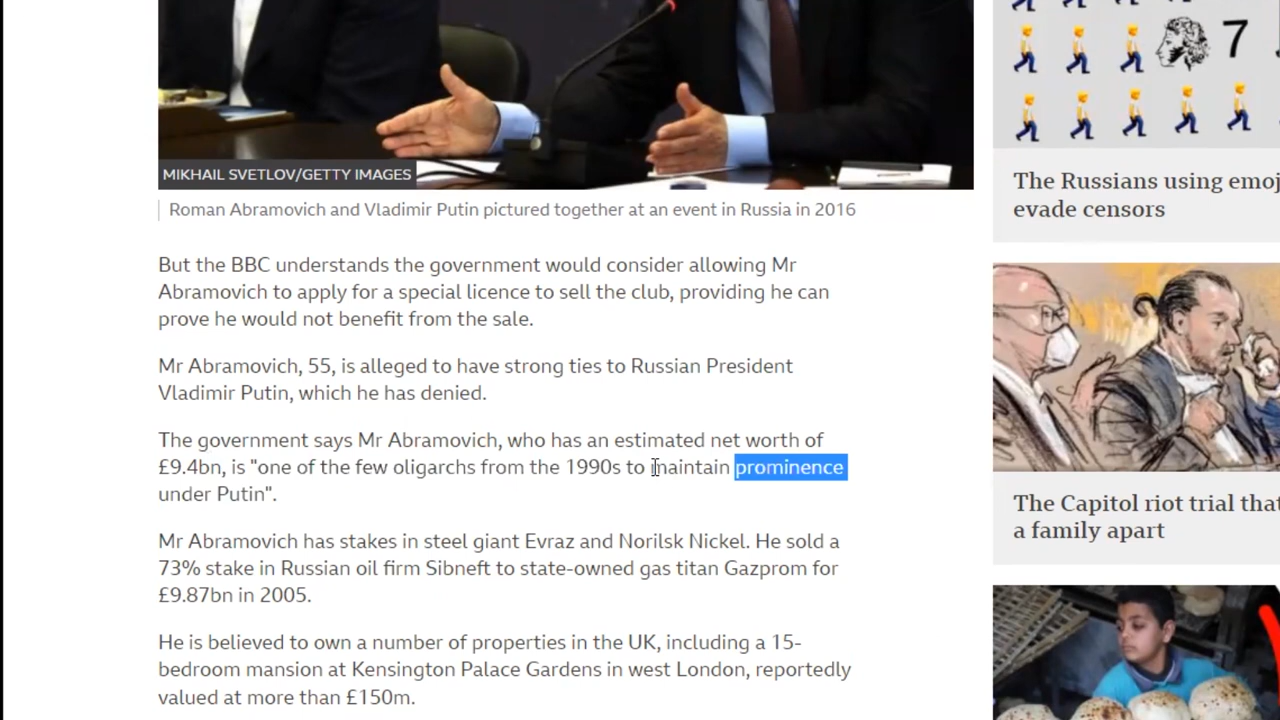 7
MIKHAIL SVETLOV/GETTY IMAGES
Roman Abramovich and Vladimir Putin pictured together at an event in Russia in 2016
But the BBC understands the government would consider allowing Mr
Abramovich to apply for a special licence to sell the club, providing he can
prove he would not benefit from the sale.
Mr Abramovich, 55, is alleged to have strong ties to Russian President
Vladimir Putin, which he has denied.
The government says Mr Abramovich, who has an estimated net worth of
£9.4bn, is "one of the few oligarchs from the 1990s to maintain prominence
under Putin".
Mr Abramovich has stakes in steel giant Evraz and Norilsk Nickel. He sold a
73% stake in Russian oil firm Sibneft to state-owned gas titan Gazprom for
£9.87bn in 2005.
He is believed to own a number of properties in the UK, including a 15-
bedroom mansion at Kensington Palace Gardens in west London, reportedly
valued at more than £150m.
The Russians using emoj
evade censors
The Capitol riot trial that
a family apart